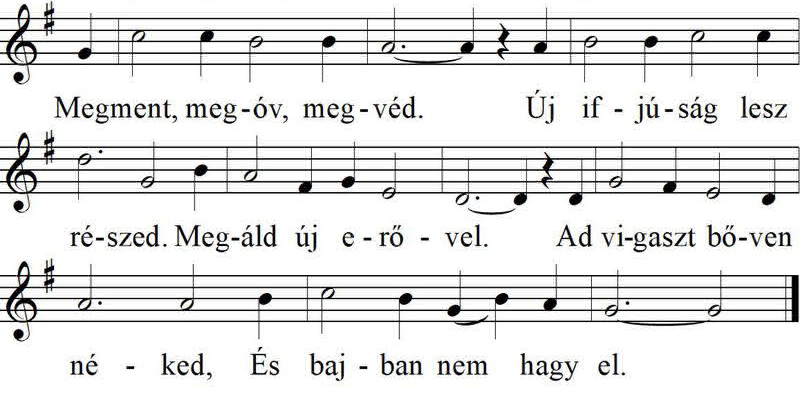 Megment, meg-óv, meg-véd. Új if - jú-ság lesz
ré-szed. Meg-áld új e-rő - vel. Ad vi-gaszt bő-ven
né - ked, És baj-ban nem hagy el.